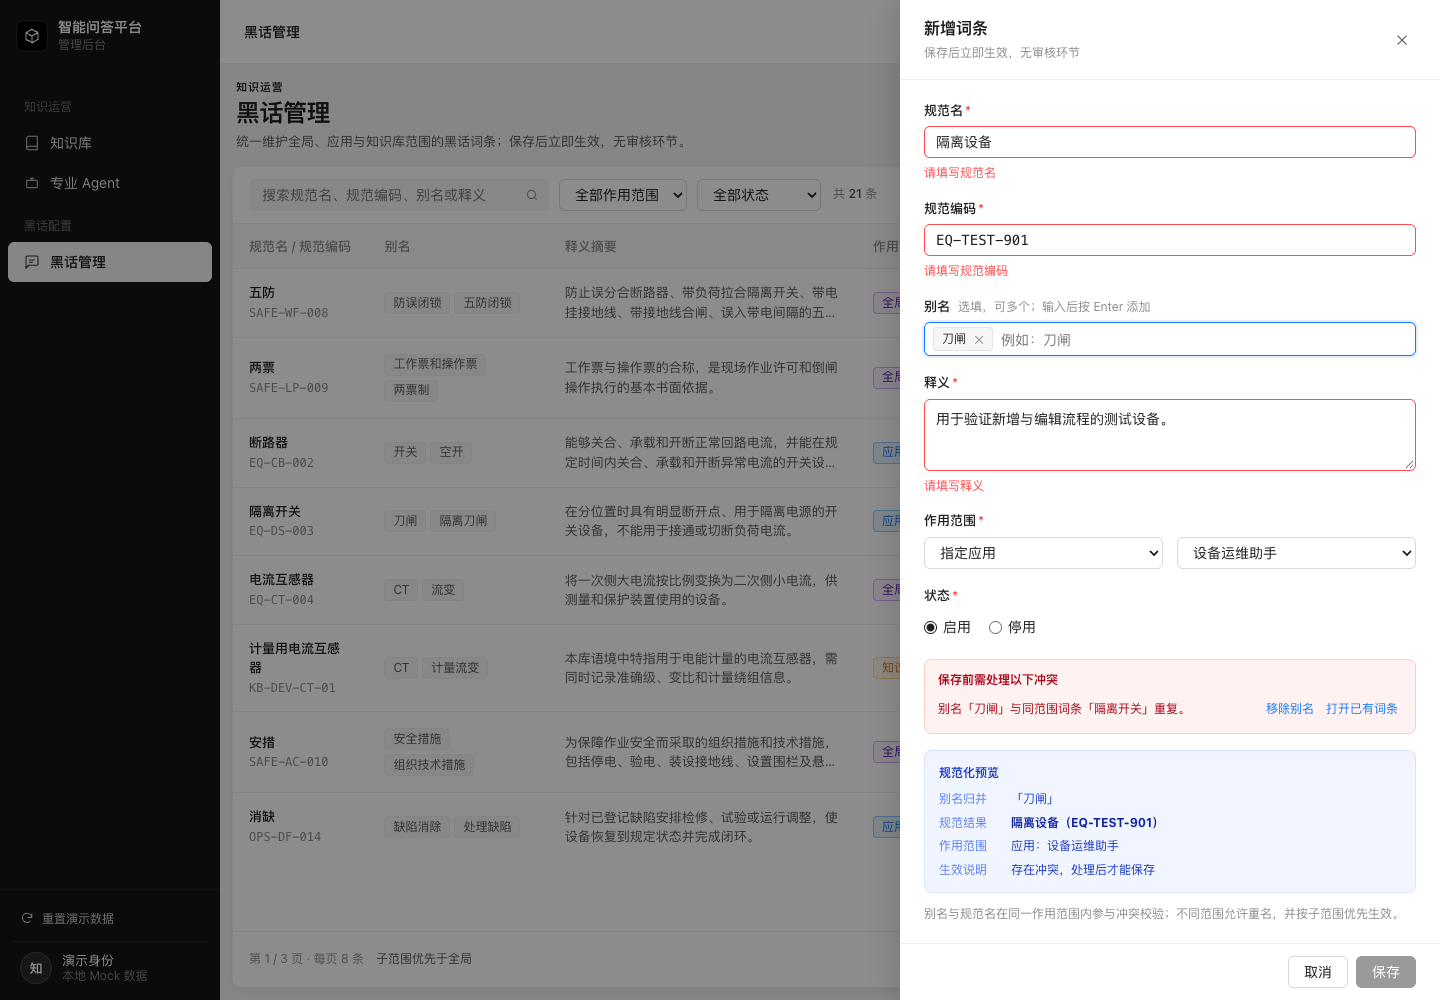 智能问答平台
管理后台
知识运营
知识库
专业 Agent
黑话配置
黑话管理
重置演示数据
知
演示身份
本地 Mock 数据
黑话管理
知识运营
黑话管理
统一维护全局、应用与知识库范围的黑话词条；保存后立即生效，无审核环节。
搜索规范名、规范编码、别名或释义
全部作用范围
全部状态
共 21 条
规范名 / 规范编码
别名
释义摘要
作用
五防
SAFE-WF-008
防误闭锁
五防闭锁
防止误分合断路器、带负荷拉合隔离开关、带电
挂接地线、带接地线合闸、误入带电间隔的五…
全局
两票
SAFE-LP-009
工作票和操作票
两票制
工作票与操作票的合称，是现场作业许可和倒闸
操作执行的基本书面依据。
全局
断路器
EQ-CB-002
开关
空开
能够关合、承载和开断正常回路电流，并能在规
定时间内关合、承载和开断异常电流的开关设…
应用
隔离开关
EQ-DS-003
刀闸
隔离刀闸
在分位置时具有明显断开点、用于隔离电源的开
关设备，不能用于接通或切断负荷电流。
应用
电流互感器
EQ-CT-004
CT
流变
将一次侧大电流按比例变换为二次侧小电流，供
测量和保护装置使用的设备。
全局
计量用电流互感
器
KB-DEV-CT-01
CT
计量流变
本库语境中特指用于电能计量的电流互感器，需
同时记录准确级、变比和计量绕组信息。
知识
安措
SAFE-AC-010
安全措施
组织技术措施
为保障作业安全而采取的组织措施和技术措施，
包括停电、验电、装设接地线、设置围栏及悬…
全局
消缺
OPS-DF-014
缺陷消除
处理缺陷
针对已登记缺陷安排检修、试验或运行调整，使
设备恢复到规定状态并完成闭环。
应用
第 1 / 3 页 · 每页 8 条
子范围优先于全局
新增词条
保存后立即生效，无审核环节
规范名 *
隔离设备
请填写规范名
规范编码 *
EQ-TEST-901
请填写规范编码
别名 选填，可多个；输入后按 Enter 添加
刀闸
例如：刀闸
释义 *
用于验证新增与编辑流程的测试设备。
请填写释义
作用范围 *
指定应用
设备运维助手
状态 *
启用
停用
保存前需处理以下冲突
别名「刀闸」与同范围词条「隔离开关」重复。
移除别名
打开已有词条
规范化预览
别名归并 「刀闸」
规范结果 隔离设备（EQ-TEST-901）
作用范围 应用：设备运维助手
生效说明 存在冲突，处理后才能保存
别名与规范名在同一作用范围内参与冲突校验；不同范围允许重名，并按子范围优先生效。
取消
保存